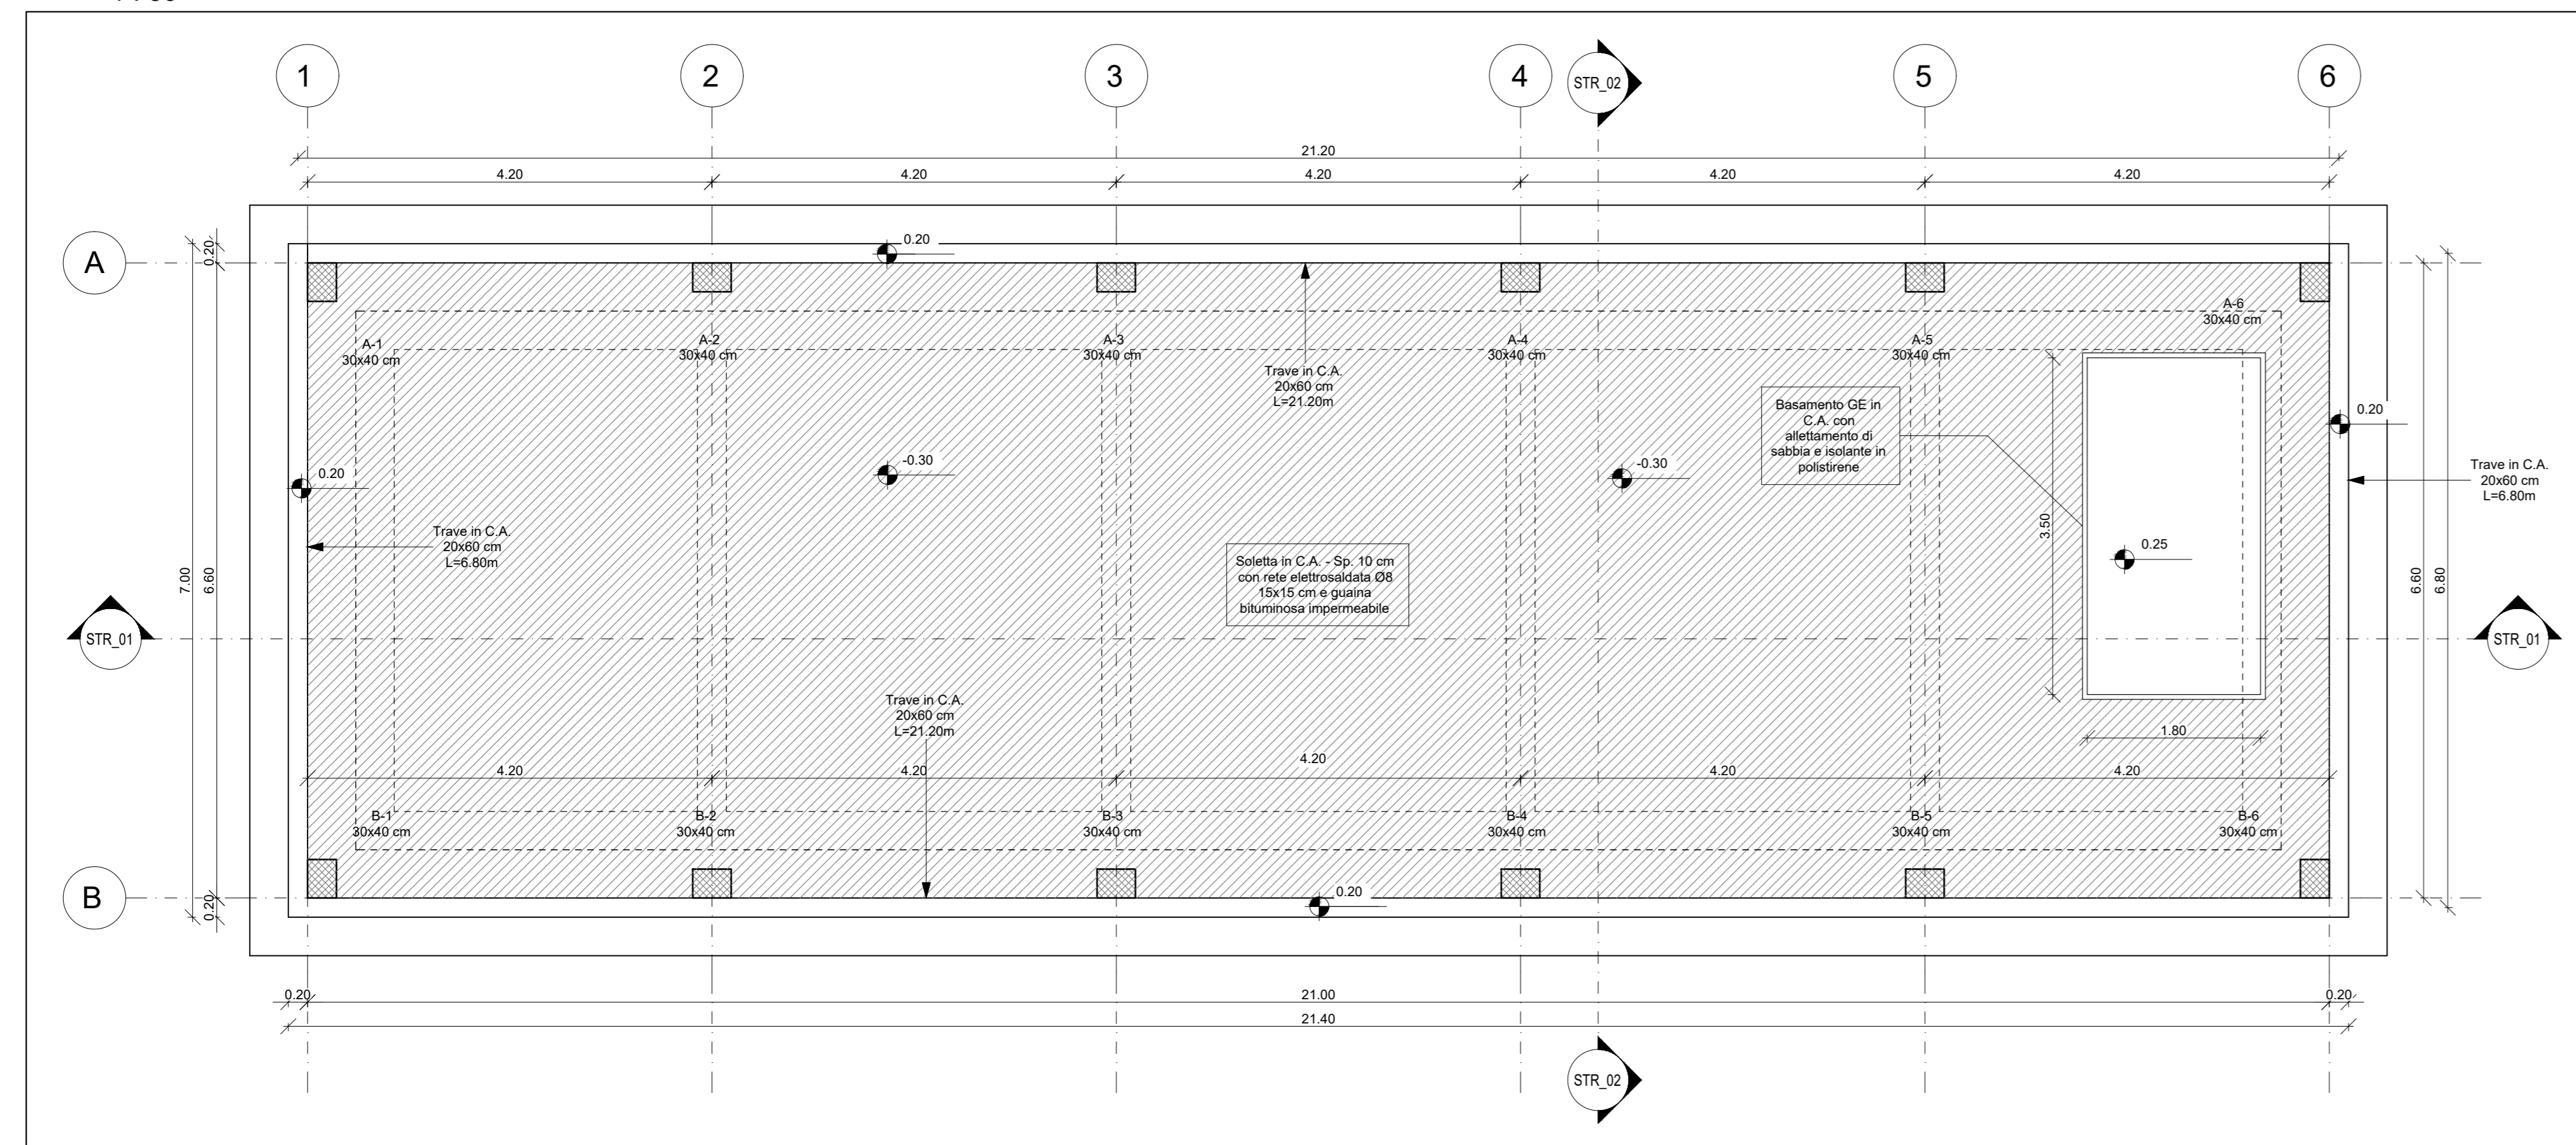 1
2
3
4
STR_02
5
6
21.20
4.20
4.20
4.20
4.20
4.20
A
0.20
0.20
A-1
30x40 cm
A-2
30x40 cm
A-3
30x40 cm
A-4
30x40 cm
A-5
30x40 cm
A-6
30x40 cm
Trave in C.A.
20x60 cm
L=21.20m
Basamento GE in
C.A. con
allettamento di
sabbia e isolante in
polistirene
0.20
0.20
-0.30
-0.30
Trave in C.A.
20x60 cm
L=6.80m
Trave in C.A.
20x60 cm
L=6.80m
3.50
0.25
Soletta in C.A. - Sp. 10 cm
con rete elettrosaldata Ø8
15x15 cm e guaina
bituminosa impermeabile
7.00
6.60
6.60
6.80
STR_01
STR_01
Trave in C.A.
20x60 cm
L=21.20m
1.80
4.20
4.20
4.20
4.20
4.20
B-1
30x40 cm
B-2
30x40 cm
B-3
30x40 cm
B-4
30x40 cm
B-5
30x40 cm
B-6
30x40 cm
B
0.20
0.20
0.20
21.00
0.20
21.40
STR_02